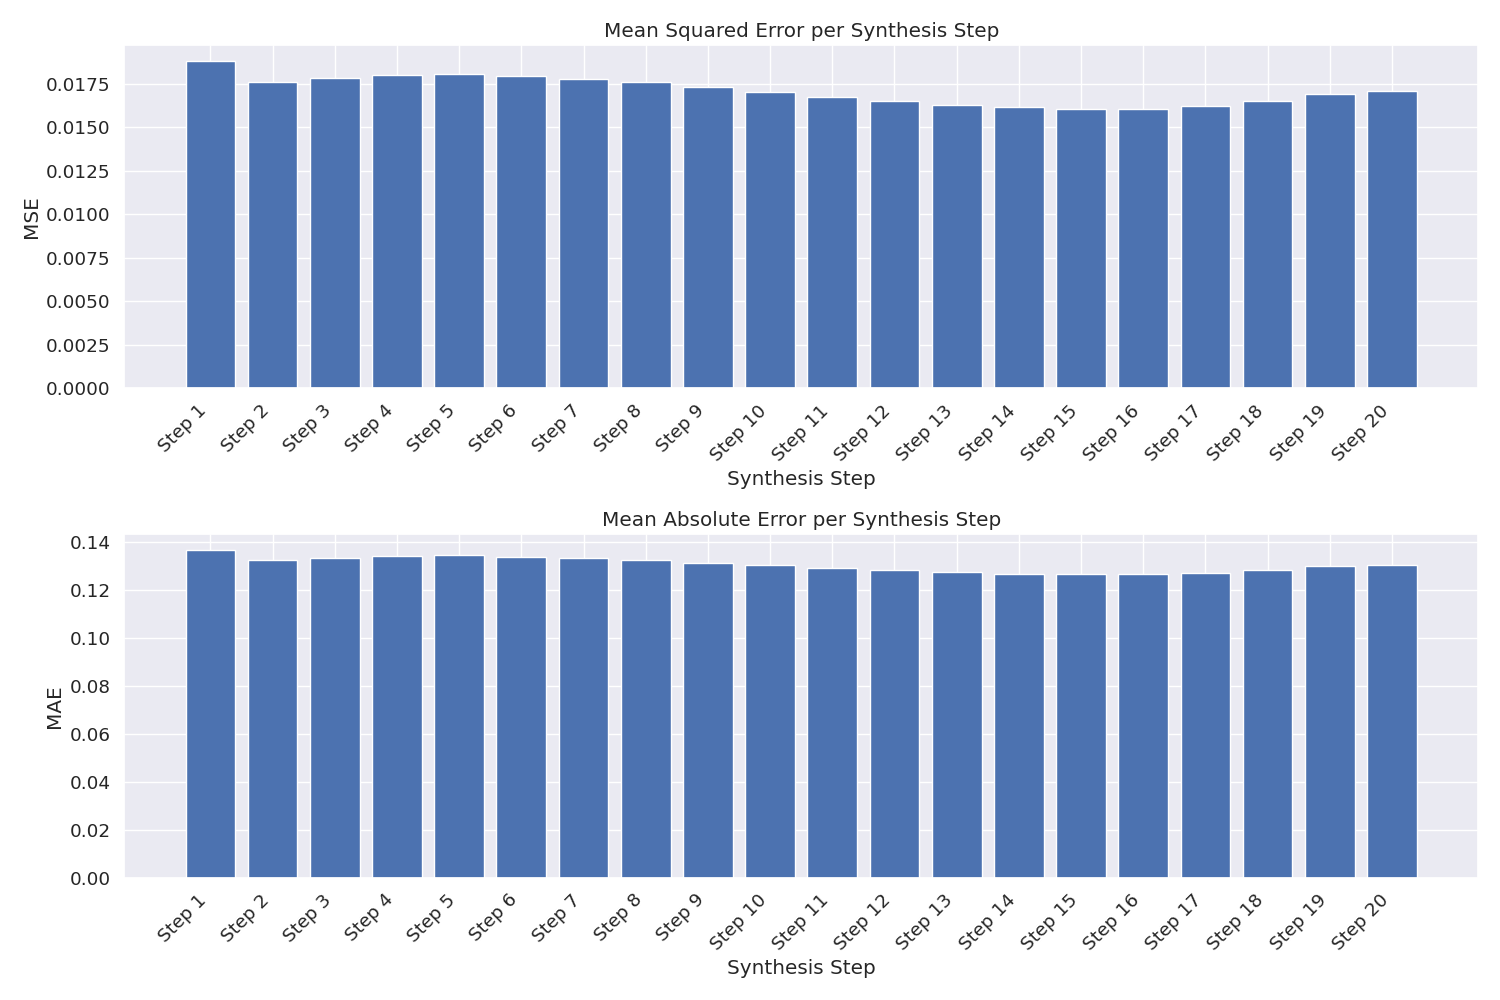 Mean Squared Error per Synthesis Step
MSE
0.0175
0.0150
0.0125
0.0100
0.0075
0.0050
0.0025
0.0000
Step 1
Step 2
Step 3
Step 4
Step 5
Step 6
Step 7
Step 8
Step 9
Step 10
Step 11
Step 12
Step 13
Step 14
Step 15
Step 16
Step 17
Step 18
Step 19
Step 20
Synthesis Step
Mean Absolute Error per Synthesis Step
MAE
0.14
0.12
0.10
0.08
0.06
0.04
0.02
0.00
Step 1
Step 2
Step 3
Step 4
Step 5
Step 6
Step 7
Step 8
Step 9
Step 10
Step 11
Step 12
Step 13
Step 14
Step 15
Step 16
Step 17
Step 18
Step 19
Step 20
Synthesis Step